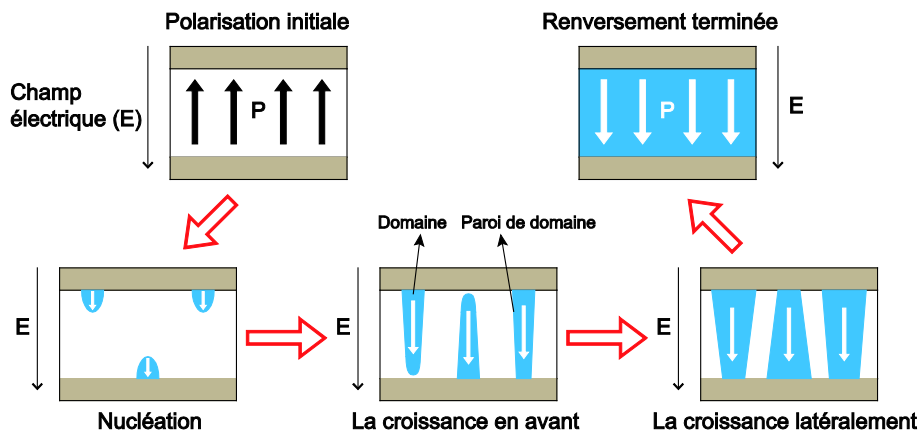 Polarisation initiale
Renversement terminée
Champ
électrique (E)
P
P
E
Domaine
Paroi de domaine
E
E
E
Nucléation
La croissance en avant
La croissance latéralement